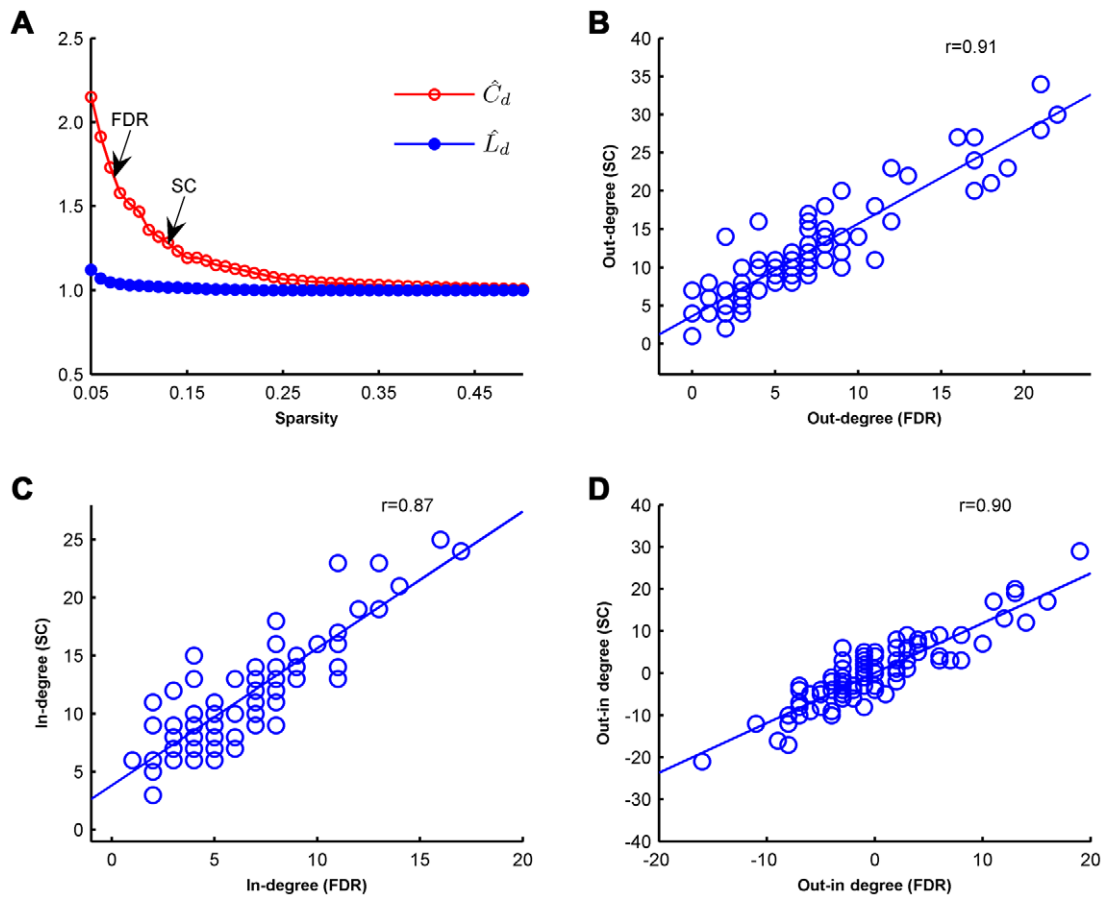 A
2.5
2.0
1.5
1.0
0.5
0.05
0.15
0.25
0.35
0.45
Sparsity
FDR
SC
Ĉd
L̂d
B
r=0.91
40
35
30
25
20
15
10
5
0
Out-degree (SC)
0
5
10
15
20
Out-degree (FDR)
C
r=0.87
25
20
15
10
5
0
In-degree (SC)
0
5
10
15
20
In-degree (FDR)
D
r=0.90
40
30
20
10
0
-10
-20
-30
-40
Out-in degree (SC)
-20
-10
0
10
20
Out-in degree (FDR)